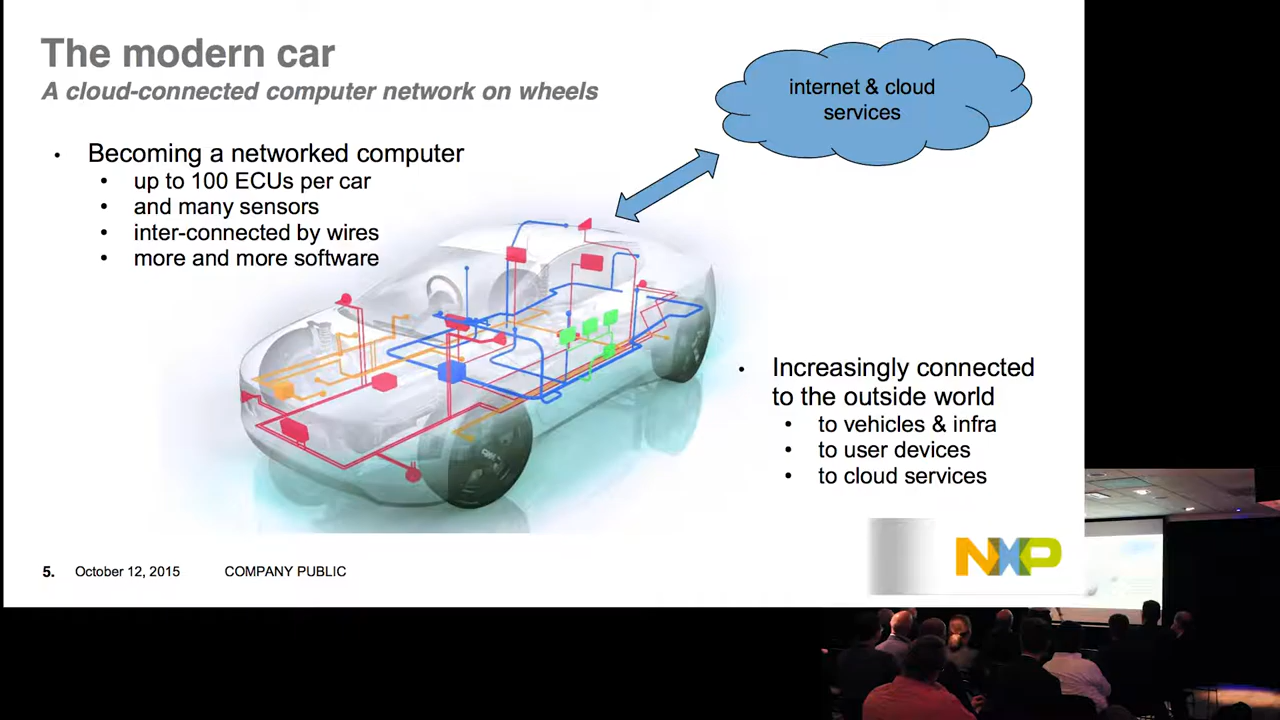 The modern car
A cloud-connected computer network on wheels
internet & cloud
services
• Becoming a networked computer
• up to 100 ECUs per car
• and many sensors
• inter-connected by wires
• more and more software
• Increasingly connected
to the outside world
• to vehicles & infra
• to user devices
• to cloud services
NXP
5. October 12, 2015 COMPANY PUBLIC